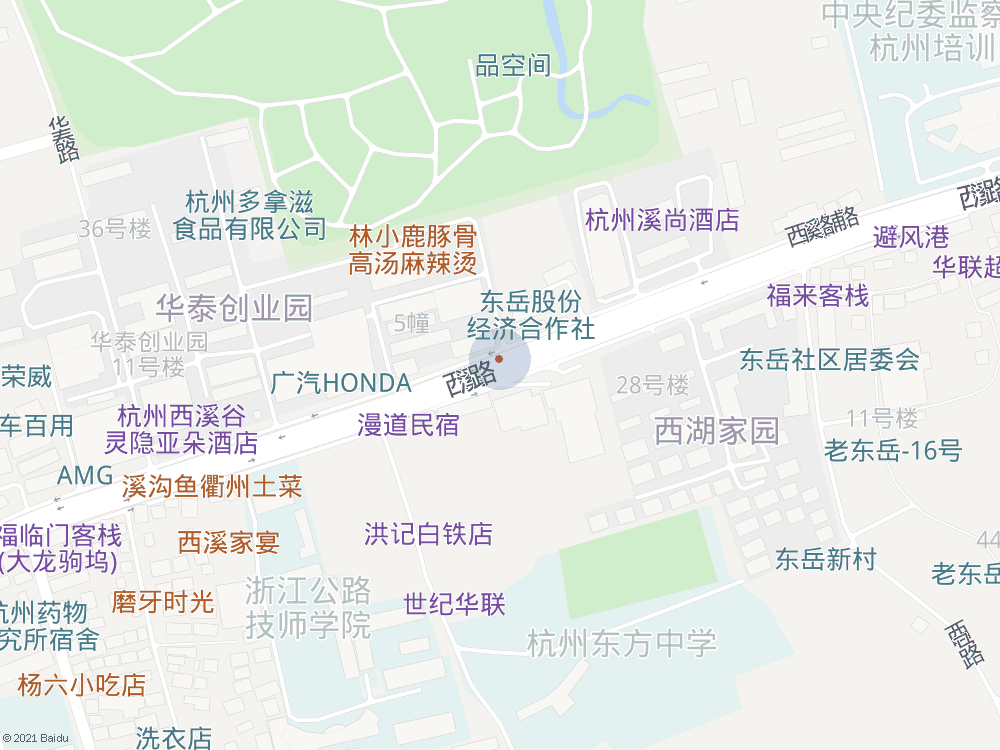 中央纪委监察
杭州培训
品空间
华泰路
杭州多拿滋
食品有限公司
36号楼
林小鹿豚骨
高汤麻辣烫
杭州溪尚酒店
西溪路辅路
西溪路
避风港
华联超
福来客栈
华泰创业园
东岳股份
经济合作社
5幢
华泰创业园
11号楼
荣威
广汽HONDA
西溪路
28号楼
东岳社区居委会
车百用
杭州西溪谷
灵隐亚朵酒店
漫道民宿
西湖家园
11号楼
老东岳-16号
AMG
溪沟鱼衢州土菜
福临门客栈
(大龙驹坞)
西溪家宴
洪记白铁店
东岳新村
44
老东岳
浙江公路
技师学院
磨牙时光
世纪华联
杭州药物
究所宿舍
杭州东方中学
杨六小吃店
洗衣店
© 2021 Baidu